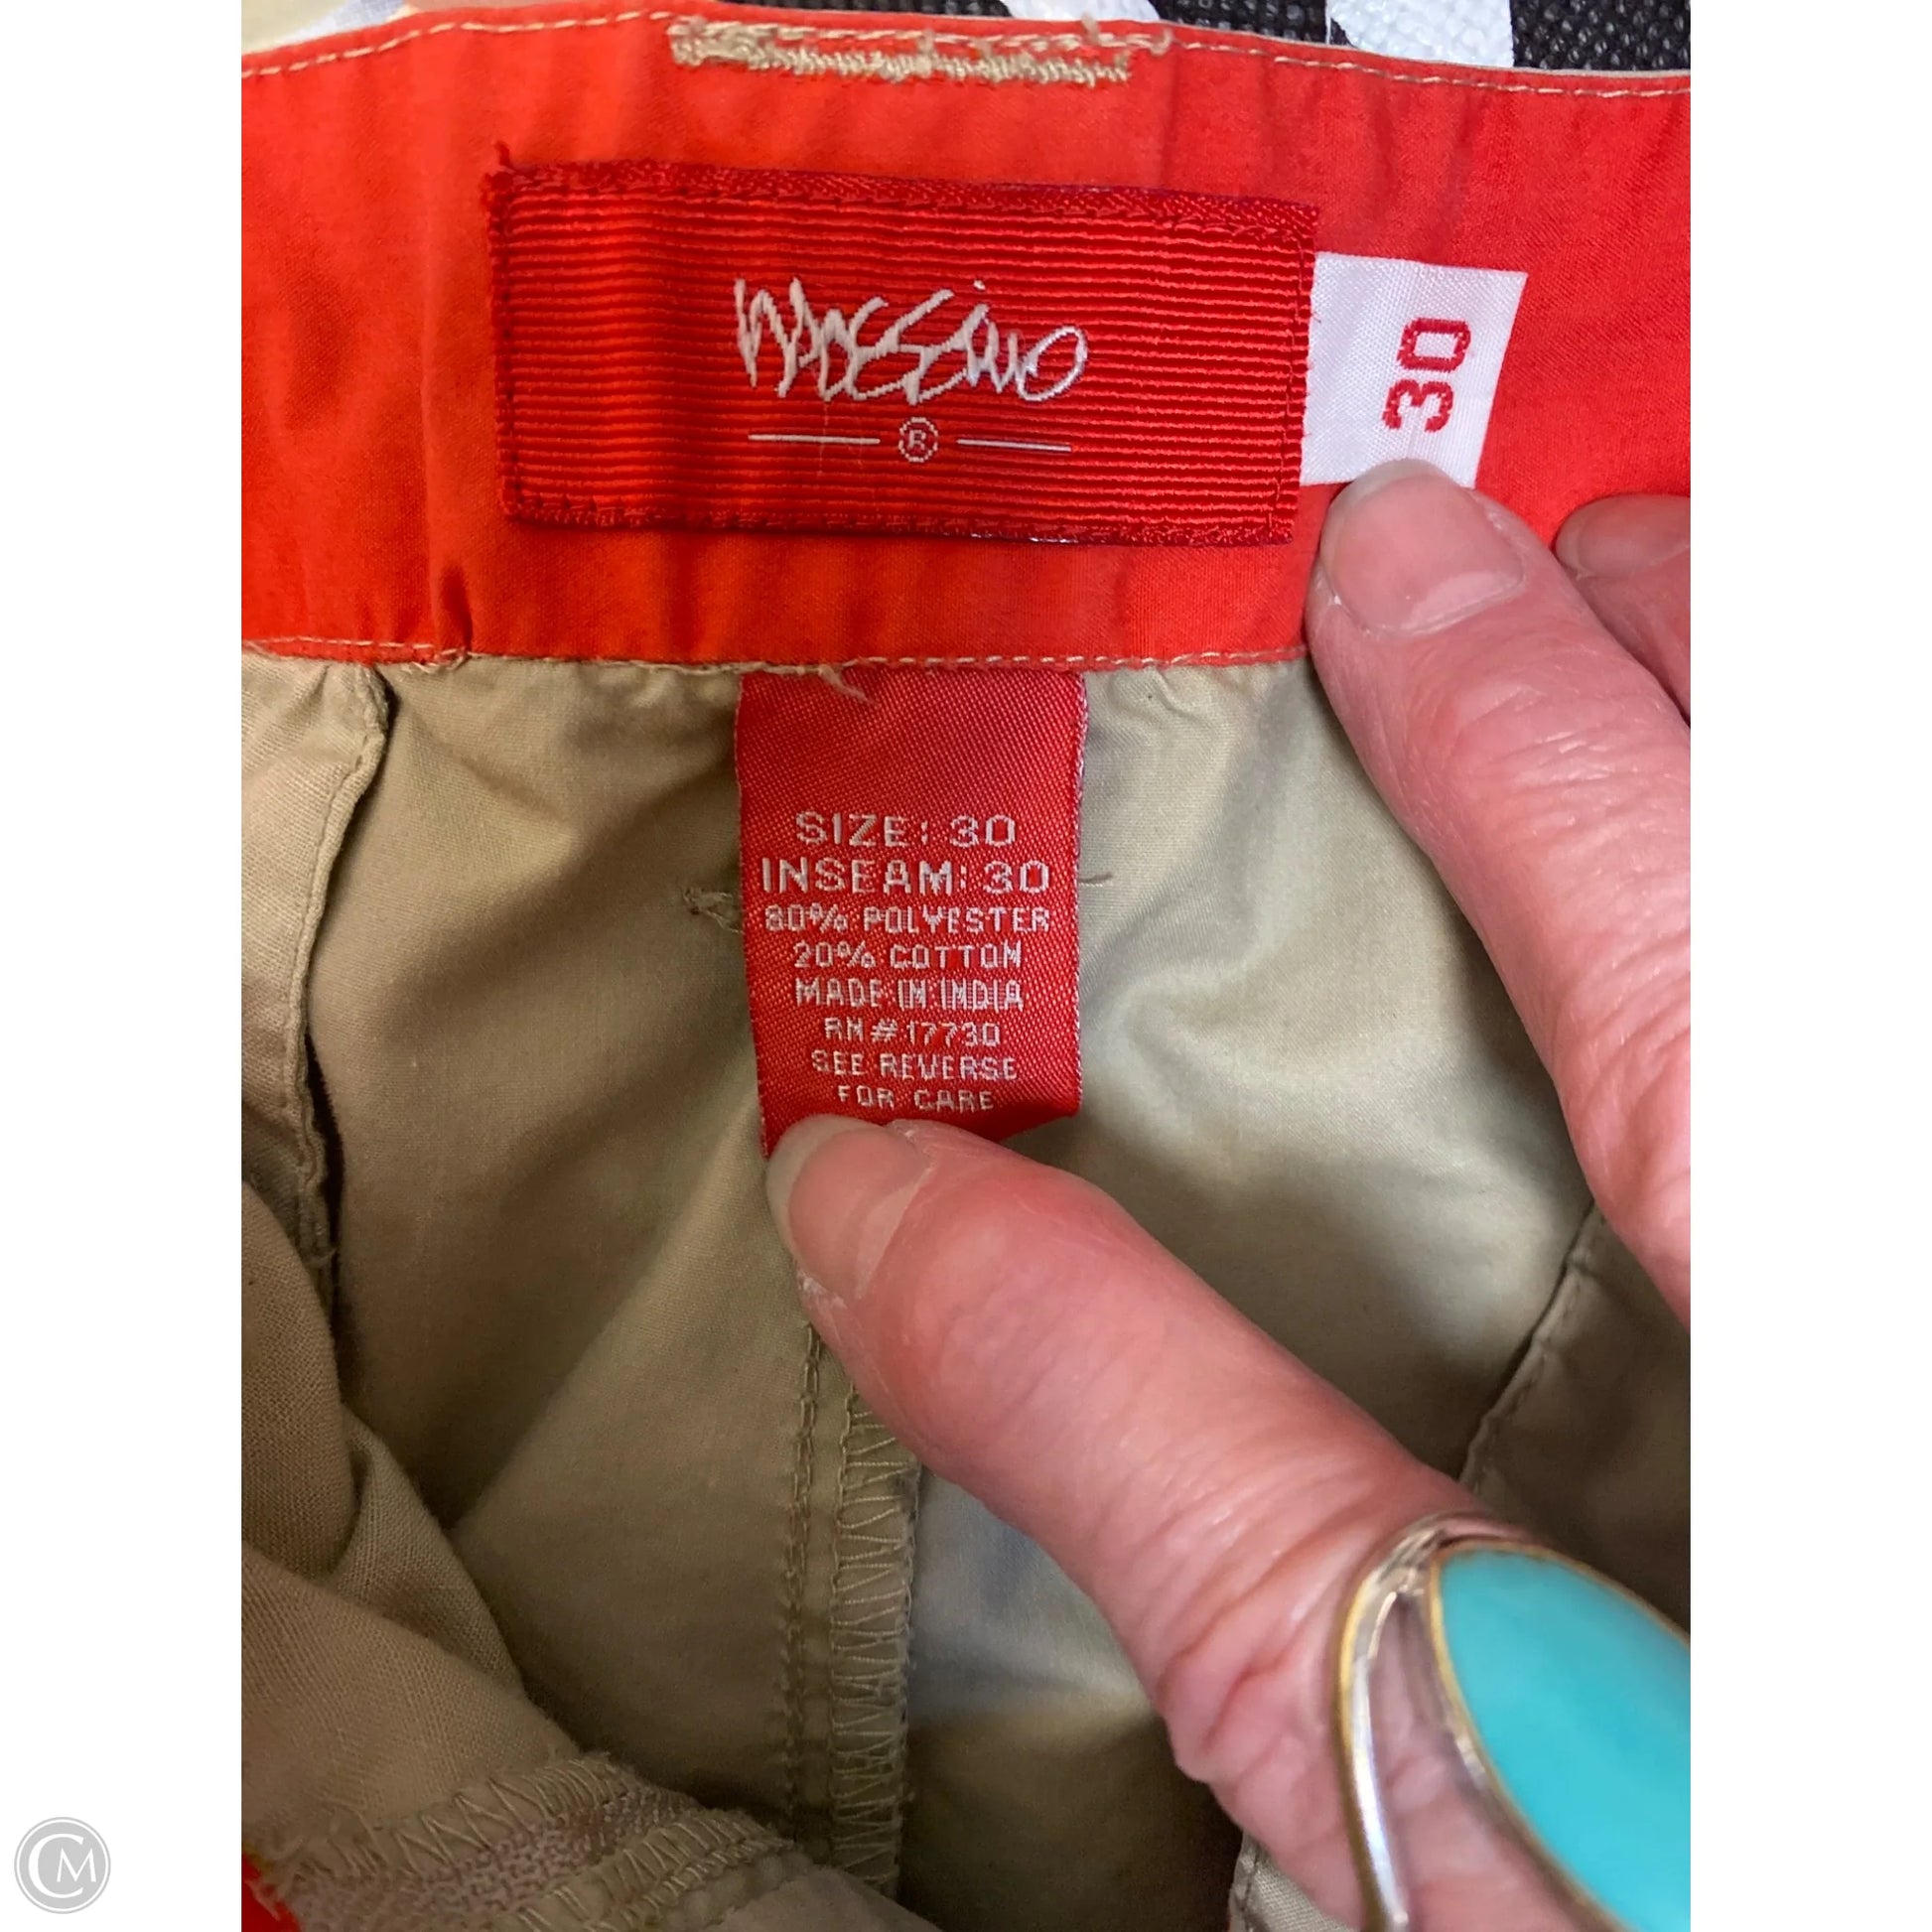 mossimo
®
30
SIZE: 30
INSEAM: 30
80% POLYESTER
20% COTTON
MADE IN INDIA
RN#17730
SEE REVERSE
FOR CARE
CM